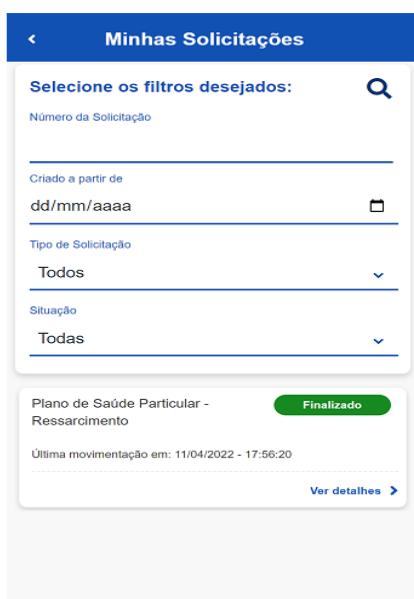 Minhas Solicitações
Selecione os filtros desejados:
Número da Solicitação
Criado a partir de
dd/mm/aaaa
Tipo de Solicitação
Todos
Situação
Todas
Plano de Saúde Particular -
Ressarcimento
Finalizado
Última movimentação em: 11/04/2022 - 17:56:20
Ver detalhes